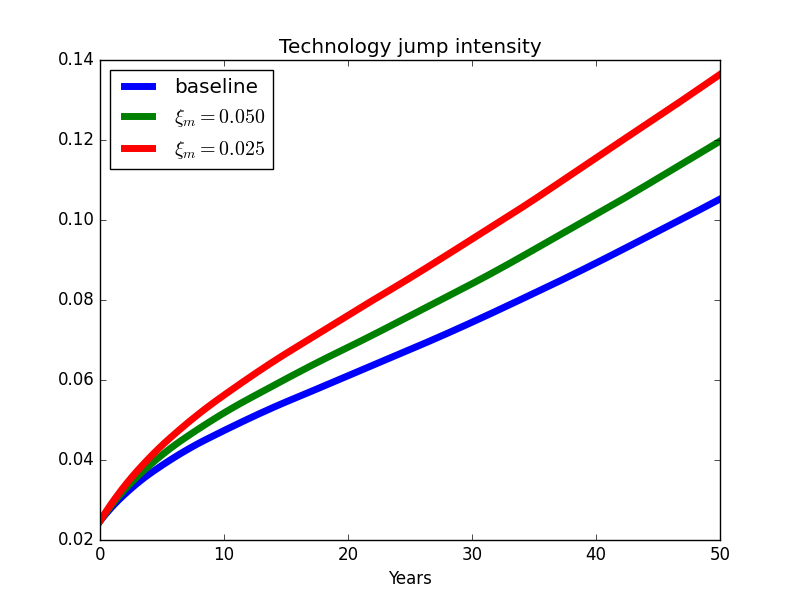 Technology jump intensity
0.14
0.12
0.10
0.08
0.06
0.04
0.02
baseline
ξₘ = 0.050
ξₘ = 0.025
0 10 20 30 40 50
Years